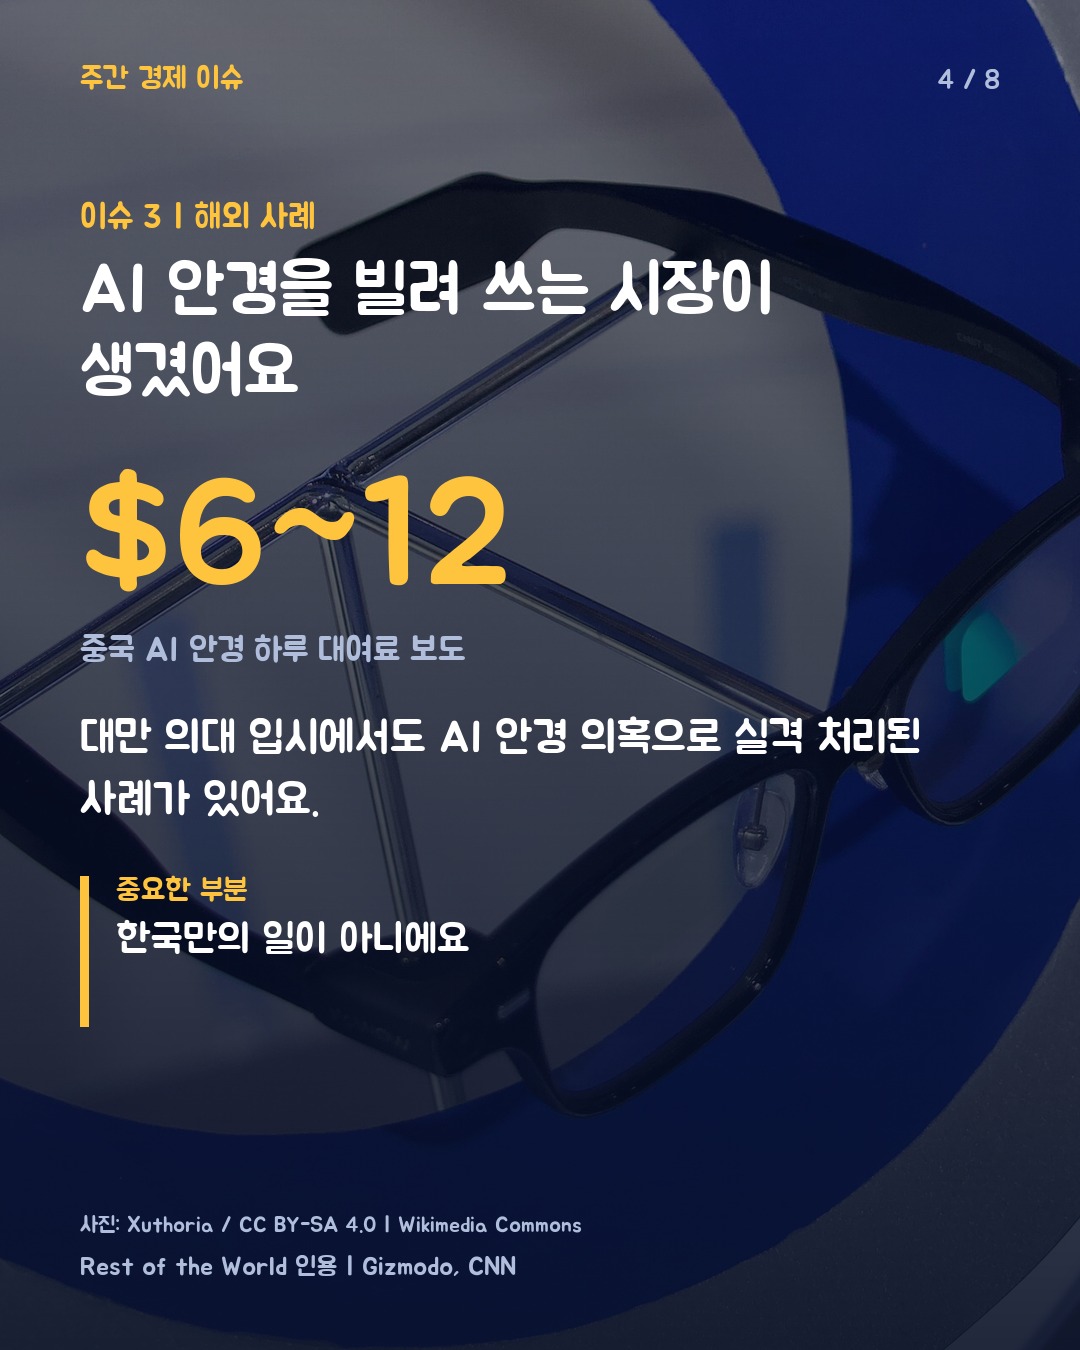 주간 경제 이슈
4 / 8
이슈 3 | 해외 사례
AI 안경을 빌려 쓰는 시장이
생겼어요
$6~12
중국 AI 안경 하루 대여료 보도
대만 의대 입시에서도 AI 안경 의혹으로 실격 처리된
사례가 있어요.
중요한 부분
한국만의 일이 아니에요
사진: Xuthoria / CC BY-SA 4.0 | Wikimedia Commons
Rest of the World 인용 | Gizmodo, CNN